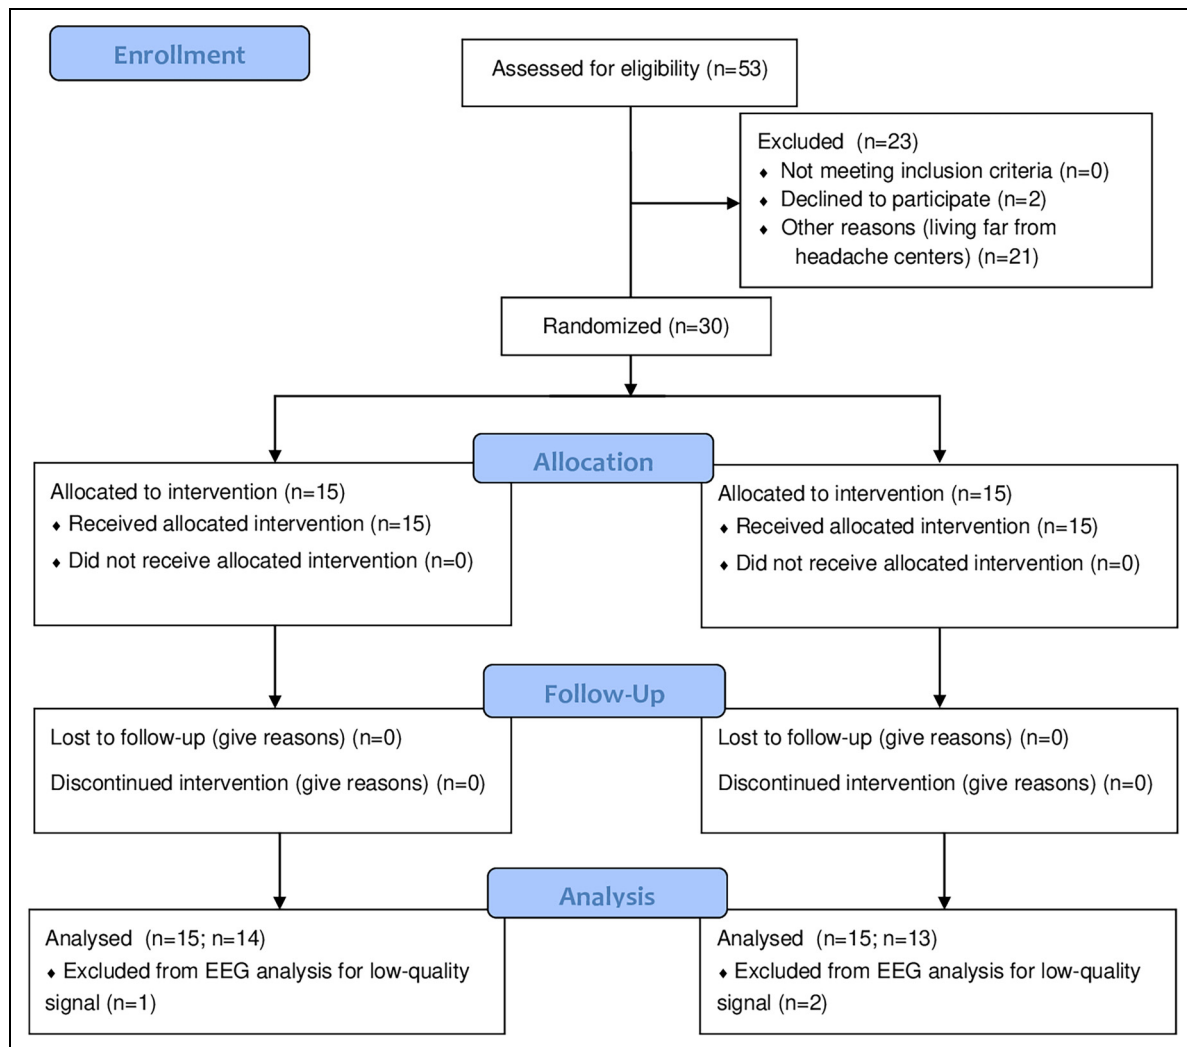 Enrollment
Assessed for eligibility (n=53)
Excluded (n=23)
♦ Not meeting inclusion criteria (n=0)
♦ Declined to participate (n=2)
♦ Other reasons (living far from
headache centers) (n=21)
Randomized (n=30)
Allocation
Allocated to intervention (n=15)
♦ Received allocated intervention (n=15)
♦ Did not receive allocated intervention (n=0)
Allocated to intervention (n=15)
♦ Received allocated intervention (n=15)
♦ Did not receive allocated intervention (n=0)
Follow-Up
Lost to follow-up (give reasons) (n=0)
Discontinued intervention (give reasons) (n=0)
Lost to follow-up (give reasons) (n=0)
Discontinued intervention (give reasons) (n=0)
Analysis
Analysed (n=15; n=14)
♦ Excluded from EEG analysis for low-quality
signal (n=1)
Analysed (n=15; n=13)
♦ Excluded from EEG analysis for low-quality
signal (n=2)